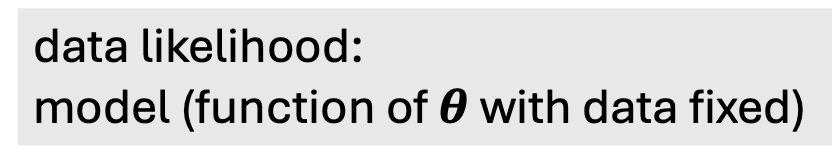 data likelihood:
model (function of 𝜽 with data fixed)